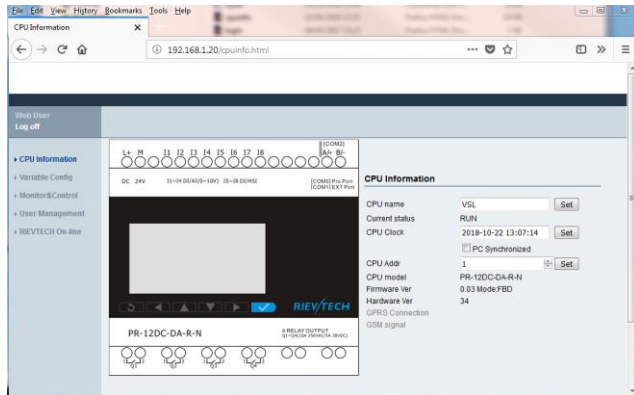 File Edit View History Bookmarks Tools Help
CPU Information
192.168.1.20/cpuinfo.html
Web User
Log off
CPU Information
Variable Config
Monitor&Control
User Management
RIEVTECH On-line
[COM2]
L+ M I1 I2 I3 I4 I5 I6 I7 I8 A/+ B/-
DC 24V I1~I4 DI/AI(0~10V) I5~I8 DI/HSI [COM0] Pro Port
[COM1] EXT Port
RIEV/TECH
PR-12DC-DA-R-N
4 RELAY OUTPUT
Q1 Q2 Q3 Q4
CPU Information
CPU name VSL Set
Current status RUN
CPU Clock 2018-10-22 13:07:14 Set
PC Synchronized
CPU Addr 1 Set
CPU model PR-12DC-DA-R-N
Firmware Ver 0.03 Mode:FBD
Hardware Ver 34
GPRS Connection
GSM signal